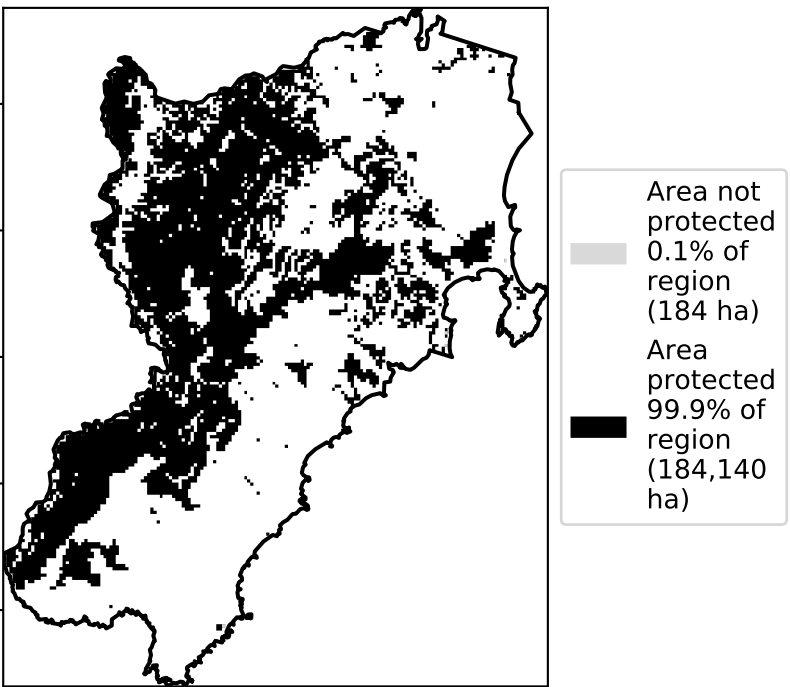 Area not
protected
0.1% of
region
(184 ha)
Area
protected
99.9% of
region
(184,140
ha)